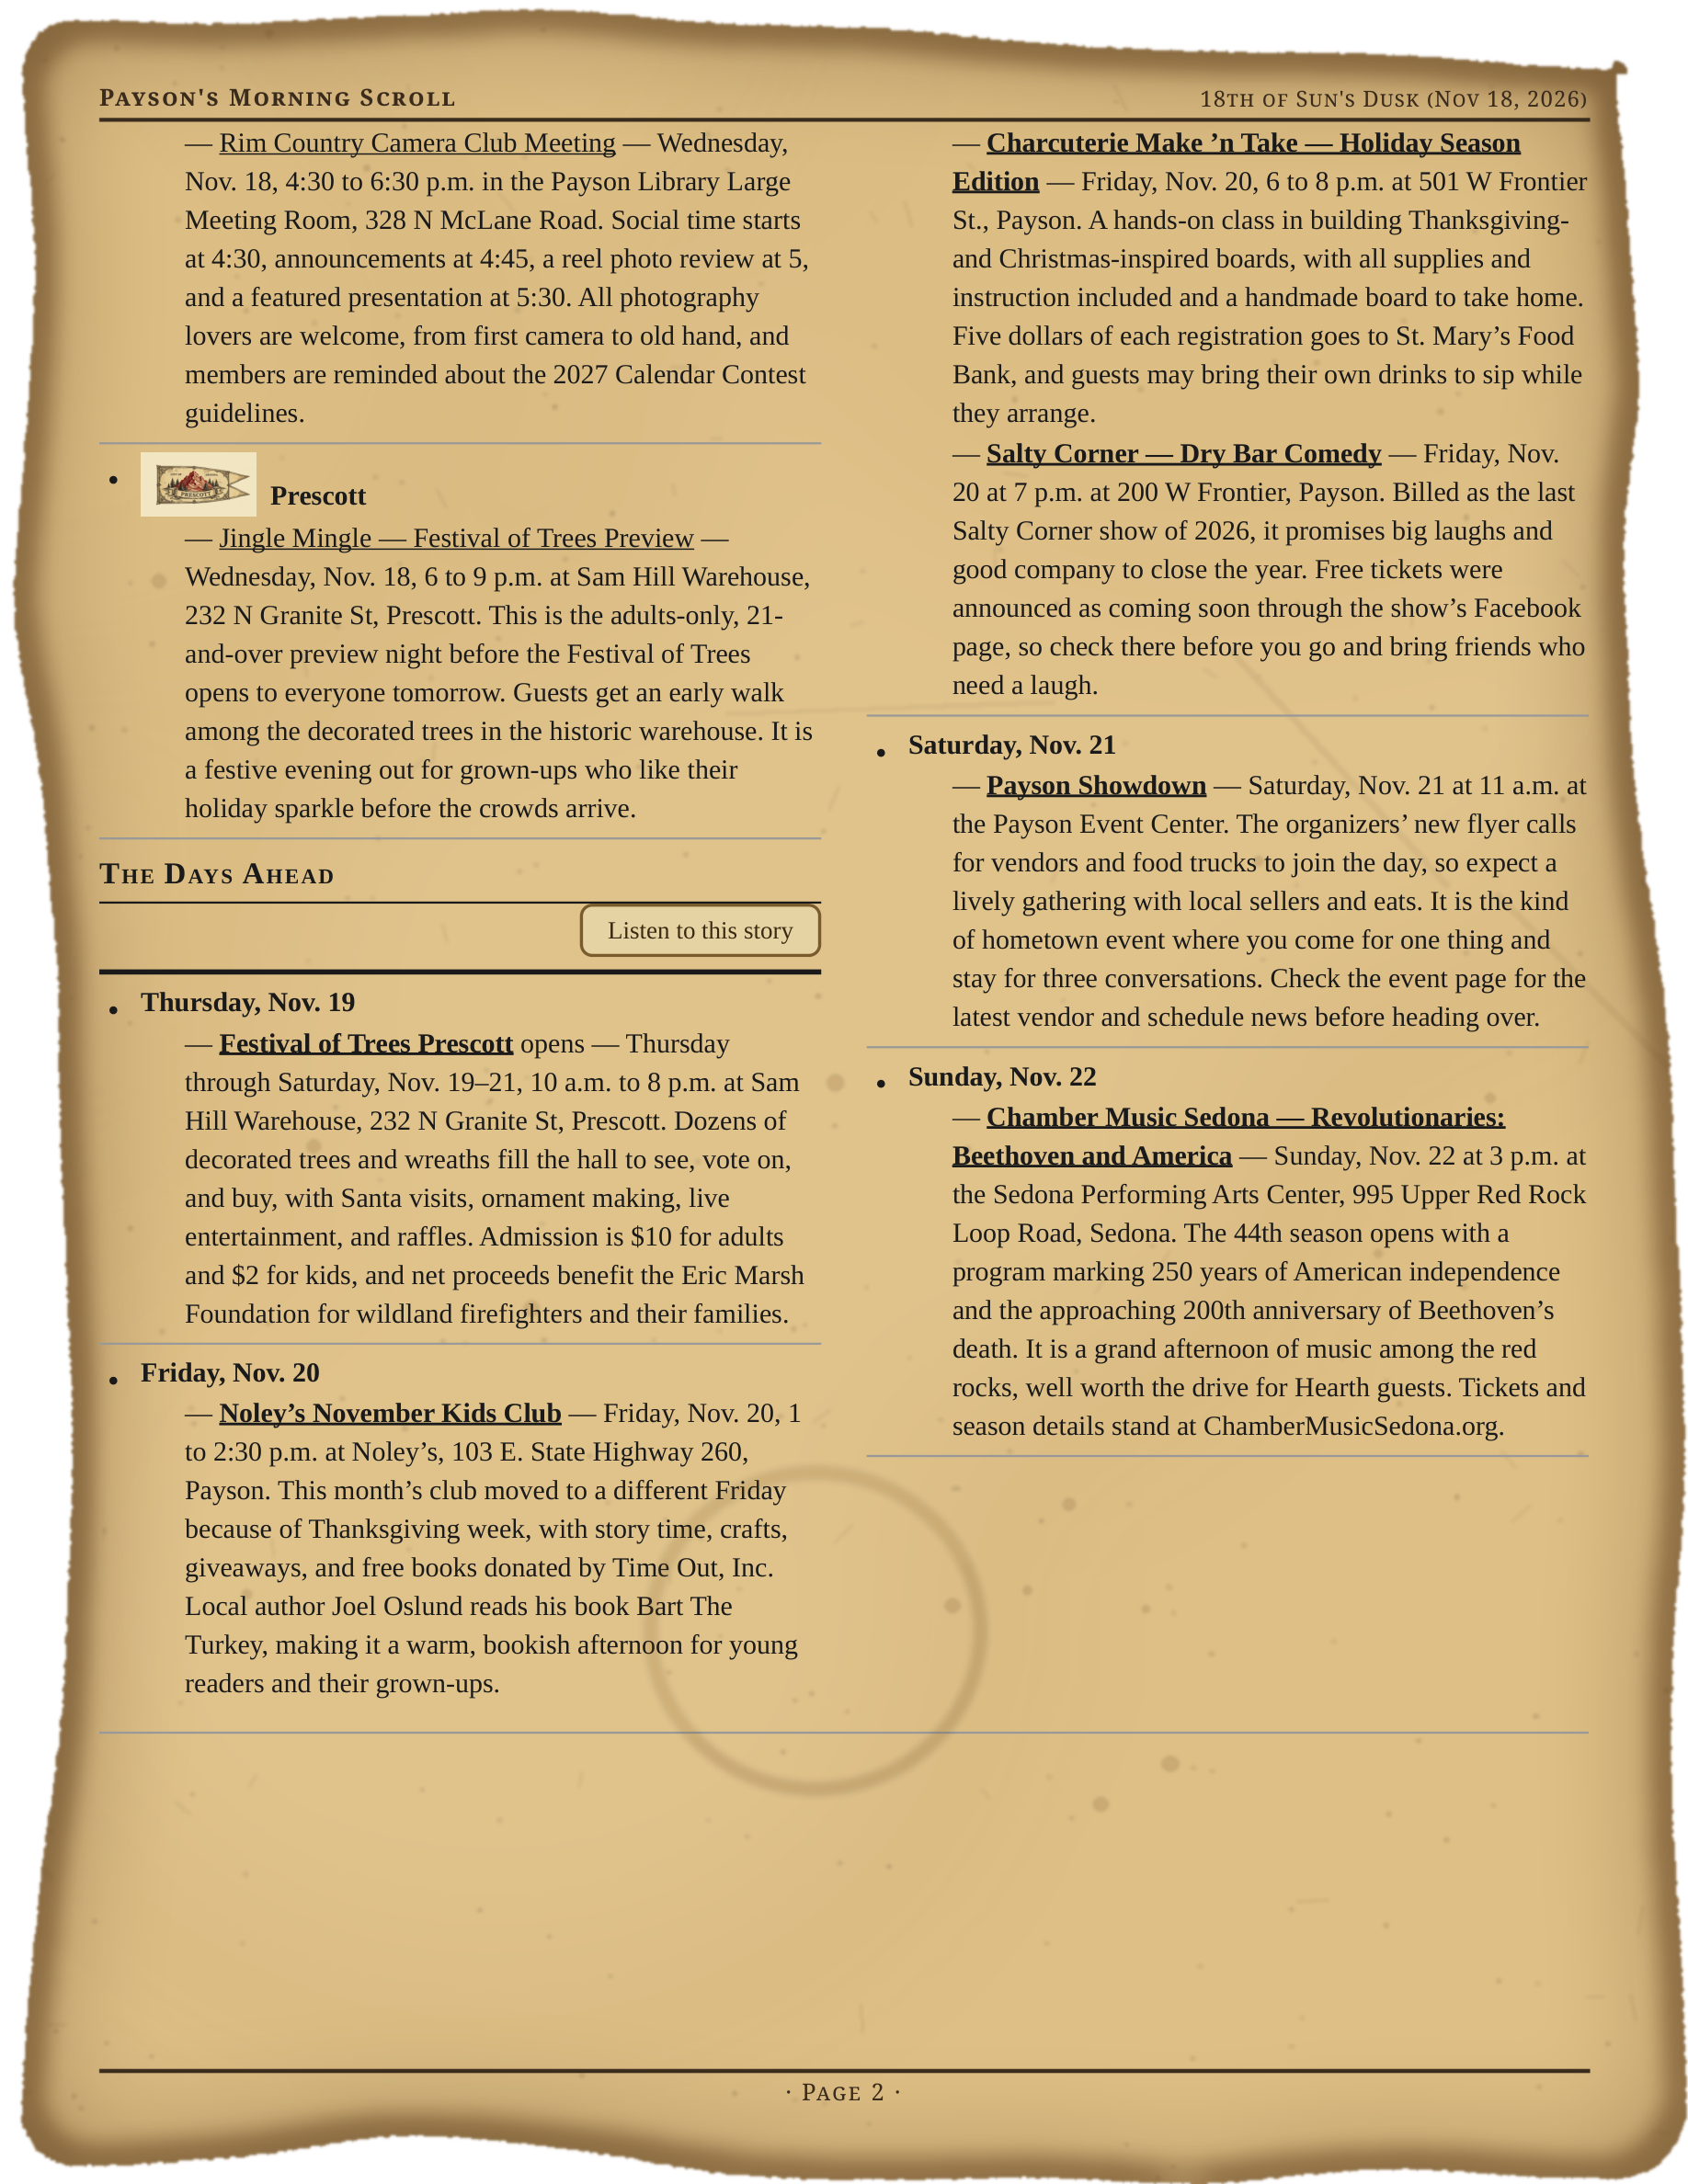 Payson's Morning Scroll
18th of Sun's Dusk (Nov 18, 2026)
— Rim Country Camera Club Meeting — Wednesday,
Nov. 18, 4:30 to 6:30 p.m. in the Payson Library Large
Meeting Room, 328 N McLane Road. Social time starts
at 4:30, announcements at 4:45, a reel photo review at 5,
and a featured presentation at 5:30. All photography
lovers are welcome, from first camera to old hand, and
members are reminded about the 2027 Calendar Contest
guidelines.
• Prescott
PRESCOTT
— Jingle Mingle — Festival of Trees Preview —
Wednesday, Nov. 18, 6 to 9 p.m. at Sam Hill Warehouse,
232 N Granite St, Prescott. This is the adults-only, 21-
and-over preview night before the Festival of Trees
opens to everyone tomorrow. Guests get an early walk
among the decorated trees in the historic warehouse. It is
a festive evening out for grown-ups who like their
holiday sparkle before the crowds arrive.
The Days Ahead
Listen to this story
• Thursday, Nov. 19
— Festival of Trees Prescott opens — Thursday
through Saturday, Nov. 19–21, 10 a.m. to 8 p.m. at Sam
Hill Warehouse, 232 N Granite St, Prescott. Dozens of
decorated trees and wreaths fill the hall to see, vote on,
and buy, with Santa visits, ornament making, live
entertainment, and raffles. Admission is $10 for adults
and $2 for kids, and net proceeds benefit the Eric Marsh
Foundation for wildland firefighters and their families.
• Friday, Nov. 20
— Noley’s November Kids Club — Friday, Nov. 20, 1
to 2:30 p.m. at Noley’s, 103 E. State Highway 260,
Payson. This month’s club moved to a different Friday
because of Thanksgiving week, with story time, crafts,
giveaways, and free books donated by Time Out, Inc.
Local author Joel Oslund reads his book Bart The
Turkey, making it a warm, bookish afternoon for young
readers and their grown-ups.
— Charcuterie Make ’n Take — Holiday Season
Edition — Friday, Nov. 20, 6 to 8 p.m. at 501 W Frontier
St., Payson. A hands-on class in building Thanksgiving-
and Christmas-inspired boards, with all supplies and
instruction included and a handmade board to take home.
Five dollars of each registration goes to St. Mary’s Food
Bank, and guests may bring their own drinks to sip while
they arrange.
— Salty Corner — Dry Bar Comedy — Friday, Nov.
20 at 7 p.m. at 200 W Frontier, Payson. Billed as the last
Salty Corner show of 2026, it promises big laughs and
good company to close the year. Free tickets were
announced as coming soon through the show’s Facebook
page, so check there before you go and bring friends who
need a laugh.
• Saturday, Nov. 21
— Payson Showdown — Saturday, Nov. 21 at 11 a.m. at
the Payson Event Center. The organizers’ new flyer calls
for vendors and food trucks to join the day, so expect a
lively gathering with local sellers and eats. It is the kind
of hometown event where you come for one thing and
stay for three conversations. Check the event page for the
latest vendor and schedule news before heading over.
• Sunday, Nov. 22
— Chamber Music Sedona — Revolutionaries:
Beethoven and America — Sunday, Nov. 22 at 3 p.m. at
the Sedona Performing Arts Center, 995 Upper Red Rock
Loop Road, Sedona. The 44th season opens with a
program marking 250 years of American independence
and the approaching 200th anniversary of Beethoven’s
death. It is a grand afternoon of music among the red
rocks, well worth the drive for Hearth guests. Tickets and
season details stand at ChamberMusicSedona.org.
· Page 2 ·